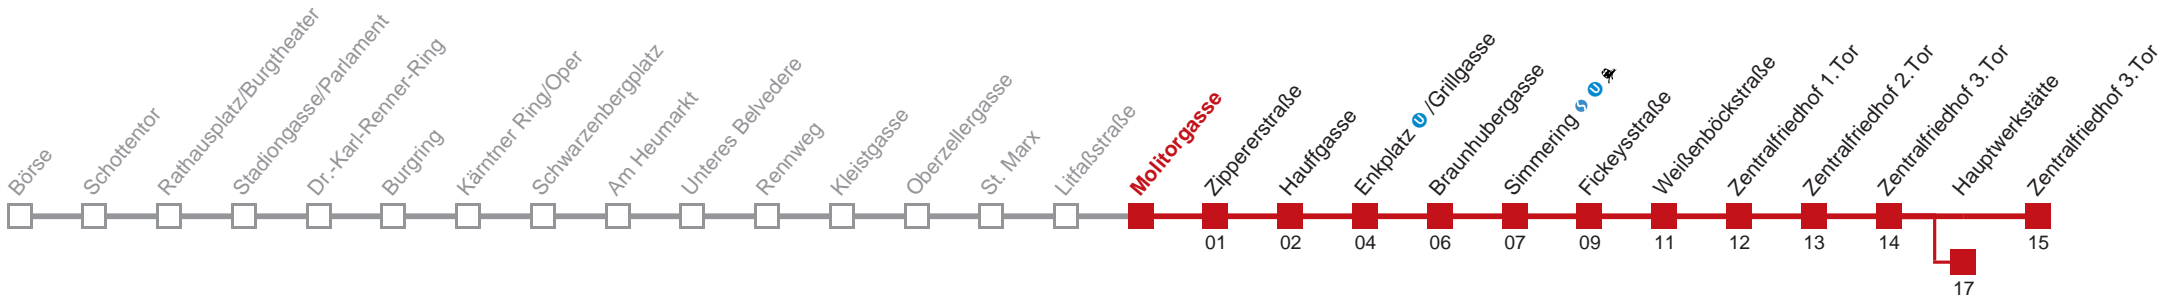 Börse
Schottentor
Rathausplatz/Burgtheater
Stadiongasse/Parlament
Dr.-Karl-Renner-Ring
Burgring
Kärntner Ring/Oper
Schwarzenbergplatz
Am Heumarkt
Unteres Belvedere
Rennweg
Kleistgasse
Oberzellergasse
St. Marx
Litfaßstraße
Molitorgasse
Zippererstraße
Hauffgasse
Enkplatz U /Grillgasse
Braunhubergasse
Simmering S U
Fickeysstraße
Weißenböckstraße
Zentralfriedhof 1.Tor
Zentralfriedhof 2.Tor
Zentralfriedhof 3.Tor
Hauptwerkstätte
Zentralfriedhof 3.Tor
01 02 04 06 07 09 11 12 13 14 15
17